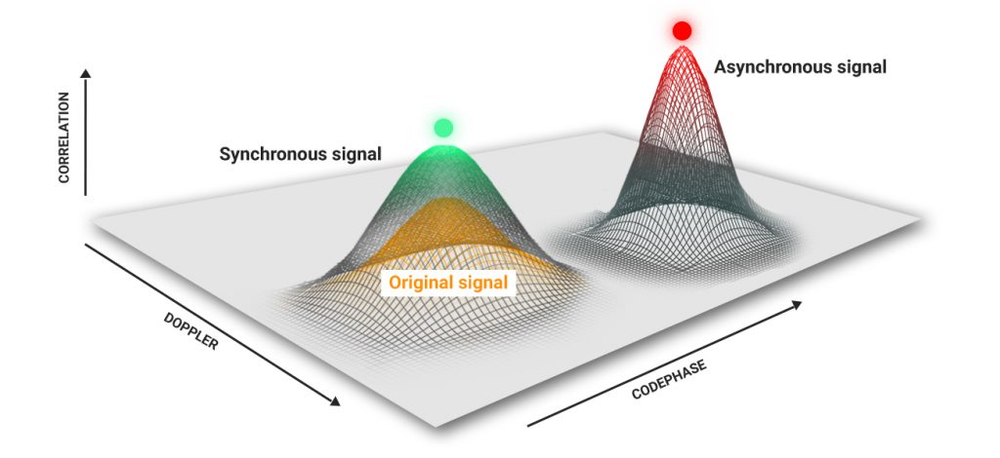 Asynchronous signal
Synchronous signal
CORRELATION
Original signal
DOPPLER
CODEPHASE